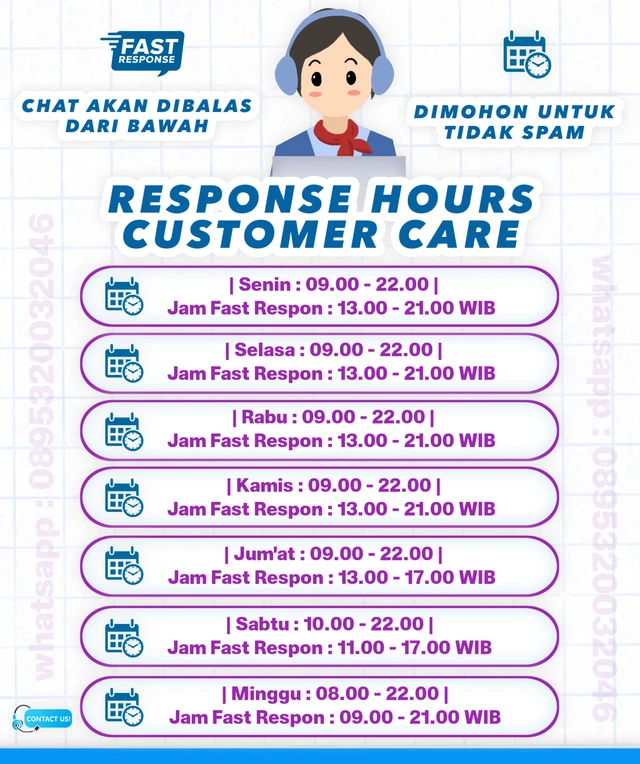 FAST
RESPONSE
CHAT AKAN DIBALAS
DARI BAWAH
DIMOHON UNTUK
TIDAK SPAM
RESPONSE HOURS
CUSTOMER CARE
| Senin : 09.00 - 22.00 |
Jam Fast Respon : 13.00 - 21.00 WIB
| Selasa : 09.00 - 22.00 |
Jam Fast Respon : 13.00 - 21.00 WIB
| Rabu : 09.00 - 22.00 |
Jam Fast Respon : 13.00 - 21.00 WIB
| Kamis : 09.00 - 22.00 |
Jam Fast Respon : 13.00 - 21.00 WIB
| Jum'at : 09.00 - 22.00 |
Jam Fast Respon : 13.00 - 17.00 WIB
| Sabtu : 10.00 - 22.00 |
Jam Fast Respon : 11.00 - 17.00 WIB
| Minggu : 08.00 - 22.00 |
Jam Fast Respon : 09.00 - 21.00 WIB
whatsapp : 0895320032046
whatsapp : 0895320032046
CONTACT US!